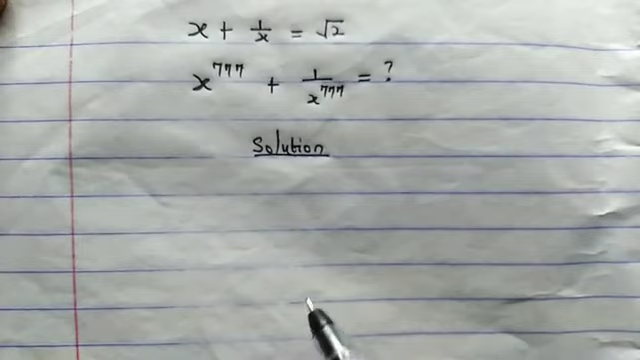 x + 1/x = √2
x^777 + 1/x^777 = ?
Solution